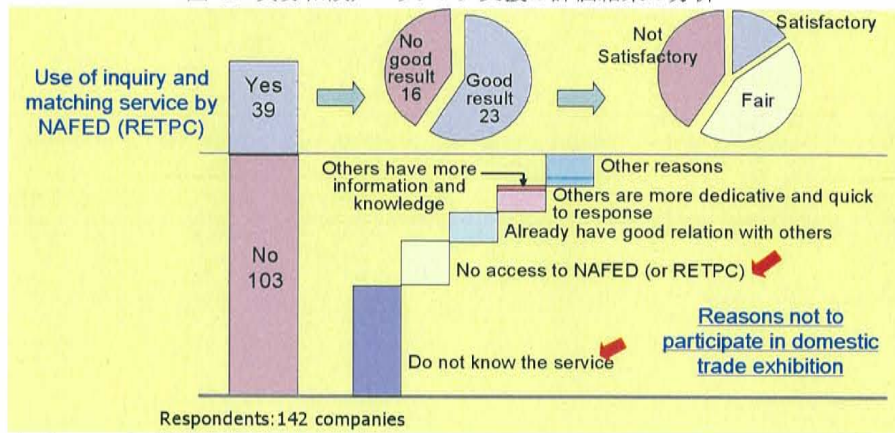 Use of inquiry and
matching service by
NAFED (RETPC)
Yes
39
No
good
result
16
Good
result
23
Not
Satisfactory
Satisfactory
Fair
No
103
Others have more
information and
knowledge
Other reasons
Others are more dedicative and quick
to response
Already have good relation with others
No access to NAFED (or RETPC)
Do not know the service
Reasons not to
participate in domestic
trade exhibition
Respondents:142 companies